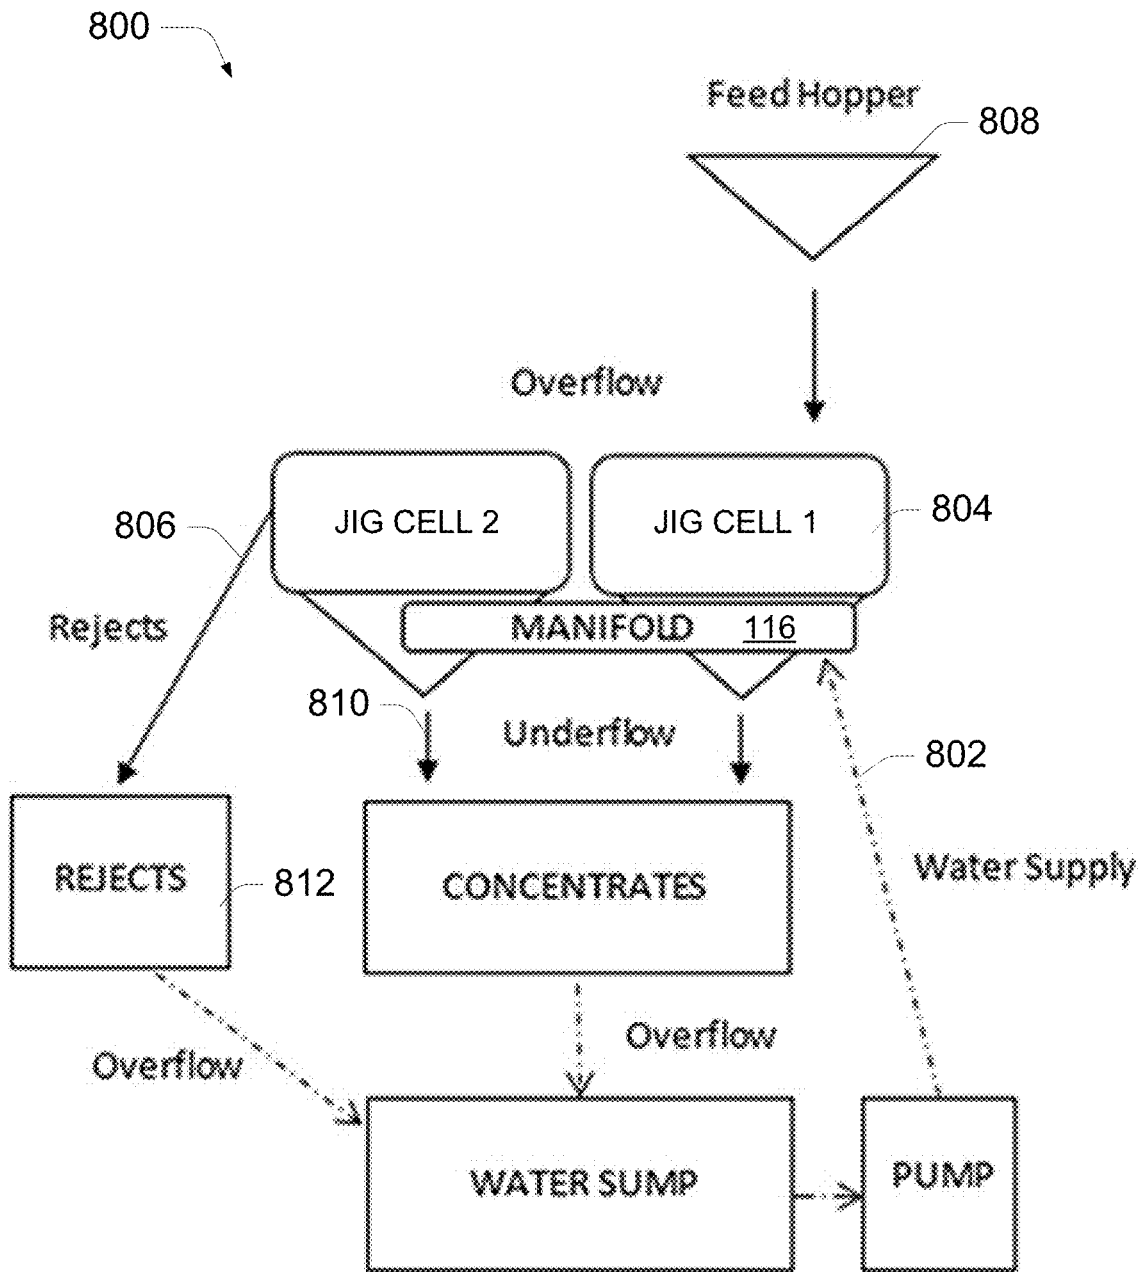 800
Feed Hopper
808
Overflow
JIG CELL 2
JIG CELL 1
804
806
Rejects
MANIFOLD 116
810
Underflow
802
Water Supply
REJECTS
812
CONCENTRATES
Overflow
Overflow
WATER SUMP
PUMP